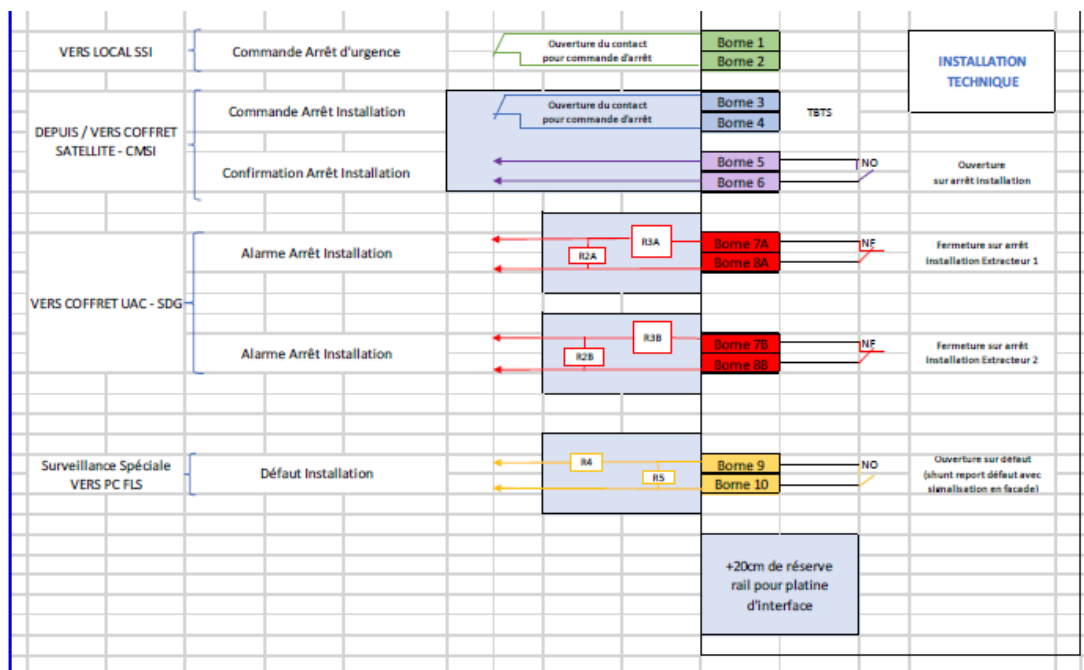 VERS LOCAL SSI
Commande Arrêt d'urgence
Ouverture du contact
pour commande d'arrêt
Borne 1
Borne 2
INSTALLATION
TECHNIQUE
DEPUIS / VERS COFFRET
SATELLITE - CMSI
Commande Arrêt Installation
Ouverture du contact
pour commande d'arrêt
Borne 3
Borne 4
TBTS
Confirmation Arrêt Installation
Borne 5
Borne 6
NO
Ouverture
sur arrêt Installation
VERS COFFRET UAC - SDG
Alarme Arrêt Installation
R3A
R2A
Borne 7A
Borne 8A
NF
Fermeture sur arrêt
Installation Extracteur 1
Alarme Arrêt Installation
R3B
R2B
Borne 7B
Borne 8B
NF
Fermeture sur arrêt
Installation Extracteur 2
Surveillance Spéciale
VERS PC FLS
Défaut Installation
R4
R5
Borne 9
Borne 10
NO
Ouverture sur défaut
(shunt report défaut avec
signalisation en facade)
+20cm de réserve
rail pour platine
d'interface